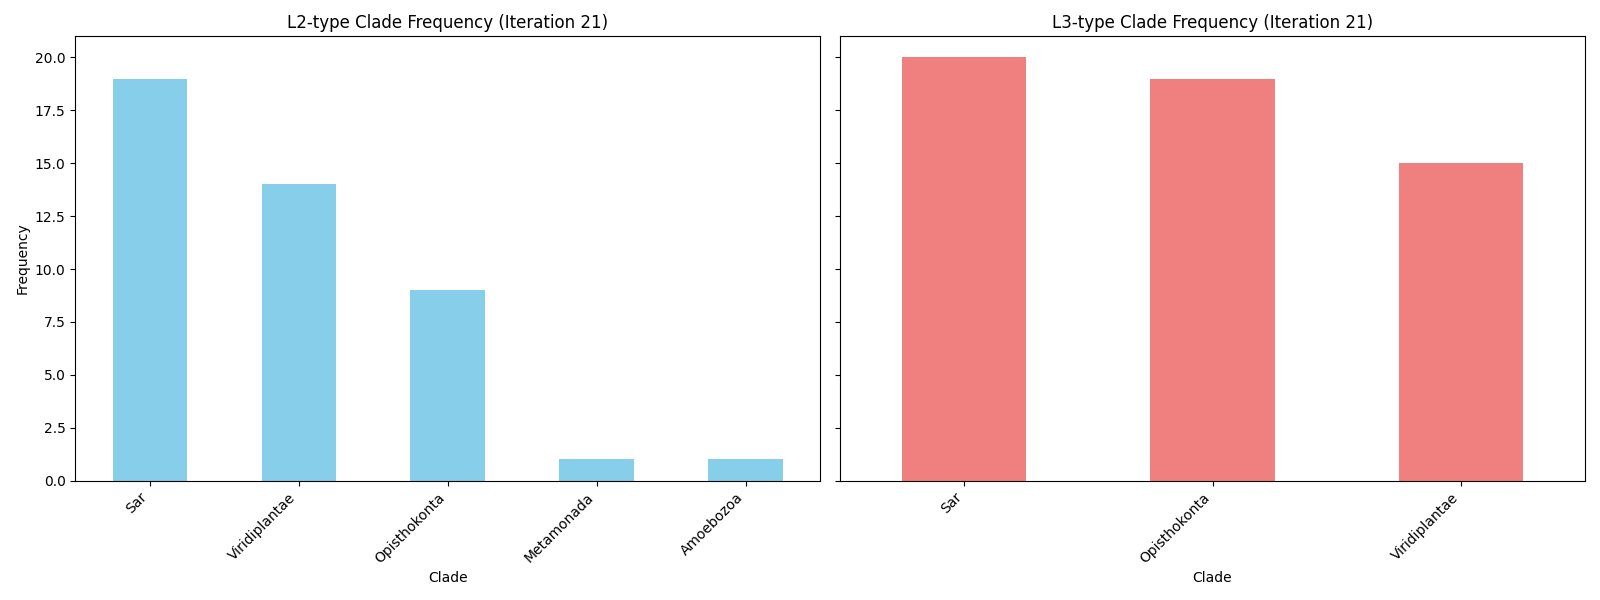 L2-type Clade Frequency (Iteration 21)
20.0
17.5
15.0
12.5
10.0
7.5
5.0
2.5
0.0
Frequency
Sar
Viridiplantae
Opisthokonta
Metamonada
Amoebozoa
Clade
L3-type Clade Frequency (Iteration 21)
Sar
Opisthokonta
Viridiplantae
Clade